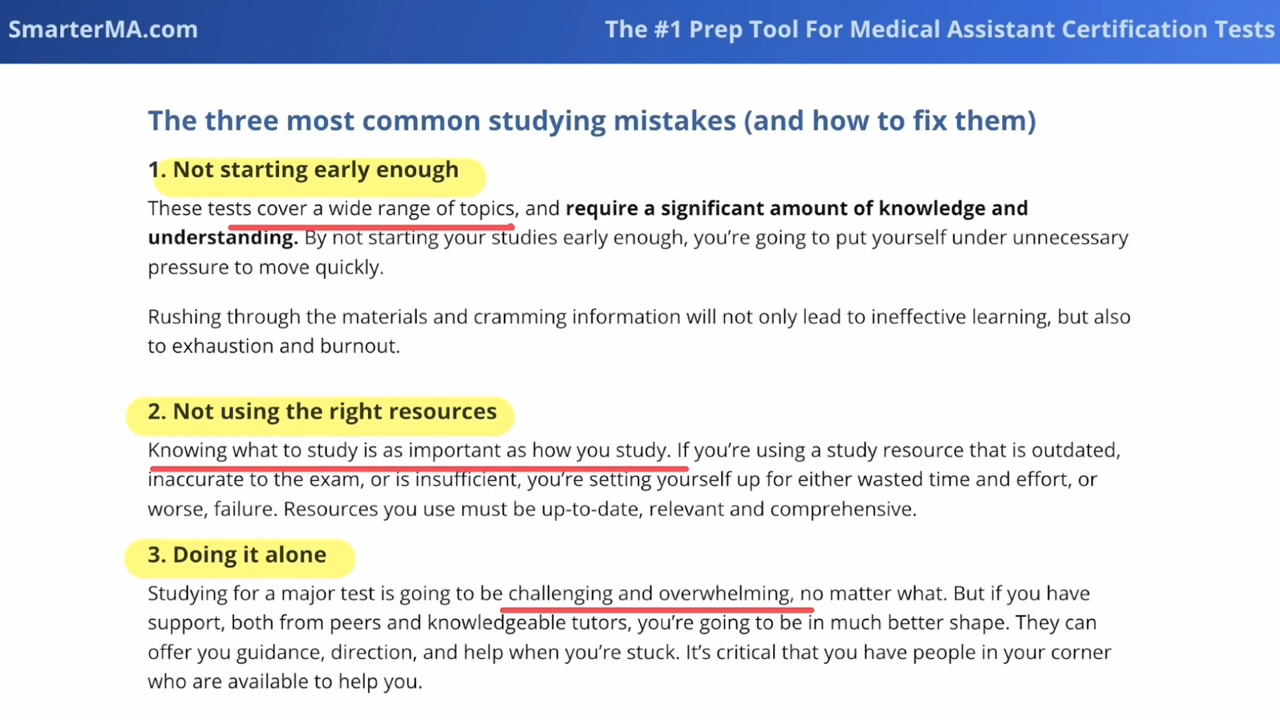 SmarterMA.com
The #1 Prep Tool For Medical Assistant Certification Tests
The three most common studying mistakes (and how to fix them)
1. Not starting early enough
These tests cover a wide range of topics, and require a significant amount of knowledge and
understanding. By not starting your studies early enough, you’re going to put yourself under unnecessary
pressure to move quickly.
Rushing through the materials and cramming information will not only lead to ineffective learning, but also
to exhaustion and burnout.
2. Not using the right resources
Knowing what to study is as important as how you study. If you’re using a study resource that is outdated,
inaccurate to the exam, or is insufficient, you’re setting yourself up for either wasted time and effort, or
worse, failure. Resources you use must be up-to-date, relevant and comprehensive.
3. Doing it alone
Studying for a major test is going to be challenging and overwhelming, no matter what. But if you have
support, both from peers and knowledgeable tutors, you’re going to be in much better shape. They can
offer you guidance, direction, and help when you’re stuck. It’s critical that you have people in your corner
who are available to help you.